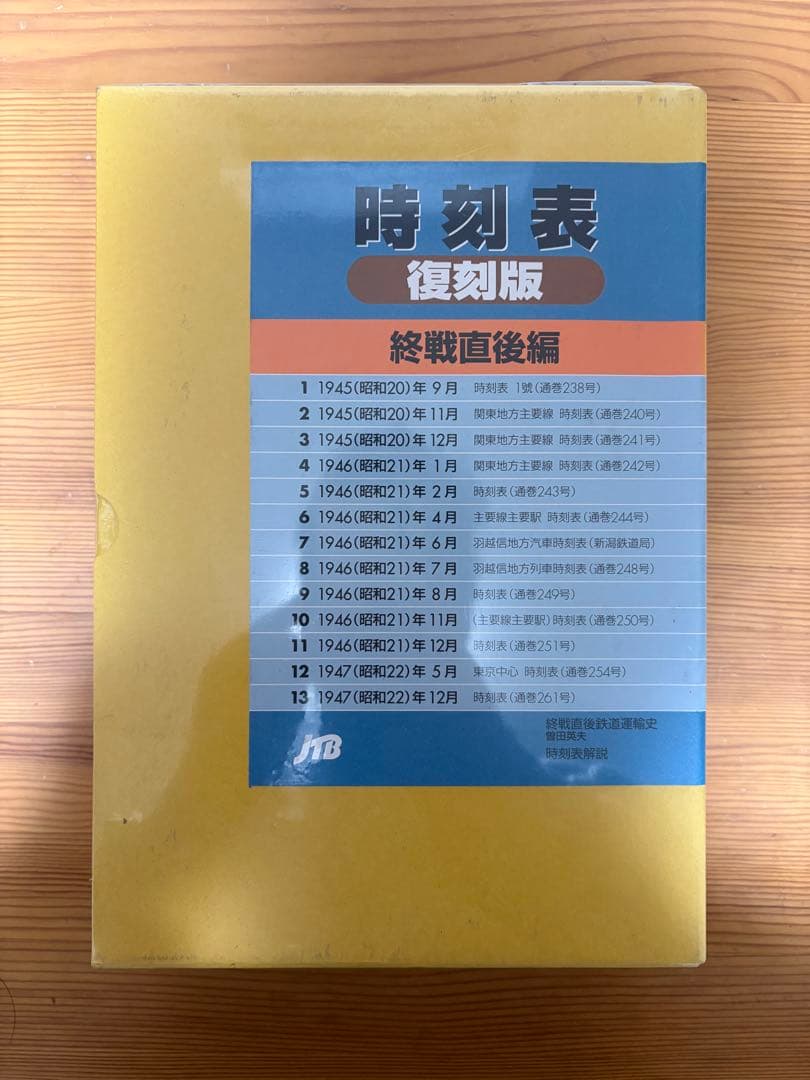 時刻表
復刻版
終戦直後編
1 1945(昭和20)年 9月 時刻表 1號(通巻238号)
2 1945(昭和20)年11月 関東地方主要線 時刻表(通巻240号)
3 1945(昭和20)年12月 関東地方主要線 時刻表(通巻241号)
4 1946(昭和21)年 1月 関東地方主要線 時刻表(通巻242号)
5 1946(昭和21)年 2月 時刻表(通巻243号)
6 1946(昭和21)年 4月 主要線主要駅 時刻表(通巻244号)
7 1946(昭和21)年 6月 羽越信地方汽車時刻表(新潟鉄道局)
8 1946(昭和21)年 7月 羽越信地方列車時刻表(通巻248号)
9 1946(昭和21)年 8月 時刻表(通巻249号)
10 1946(昭和21)年11月 (主要線主要駅)時刻表(通巻250号)
11 1946(昭和21)年12月 時刻表(通巻251号)
12 1947(昭和22)年 5月 東京中心 時刻表(通巻254号)
13 1947(昭和22)年12月 時刻表(通巻261号)
終戦直後鉄道運輸史
曽田英夫
時刻表解説
JTB